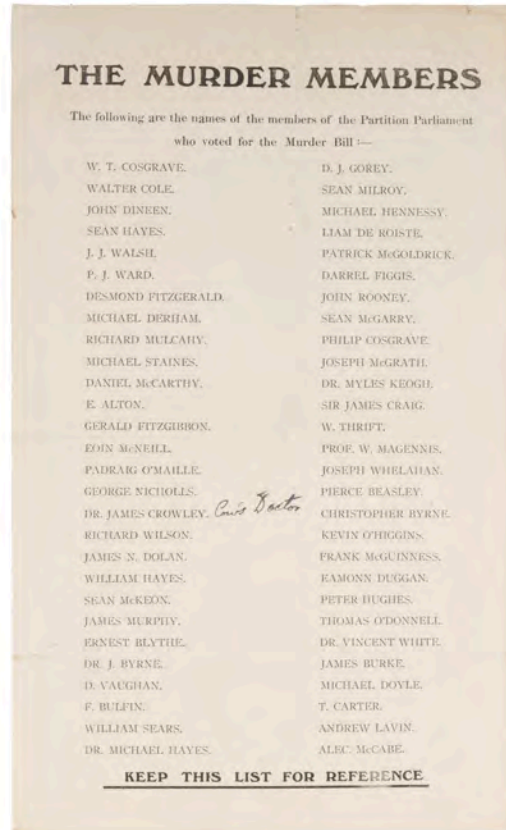 THE MURDER MEMBERS
The following are the names of the members of the Partition Parliament
who voted for the Murder Bill :—
W. T. COSGRAVE.
WALTER COLE.
JOHN DINEEN.
SEAN HAYES.
J. J. WALSH.
P. J. WARD.
DESMOND FITZGERALD.
MICHAEL DERHAM.
RICHARD MULCAHY.
MICHAEL STAINES.
DANIEL McCARTHY.
E. ALTON.
GERALD FITZGIBBON.
EOIN McNEILL.
PADRAIG O'MAILLE.
GEORGE NICHOLLS.
DR. JAMES CROWLEY. Cow's Doctor
RICHARD WILSON.
JAMES N. DOLAN.
WILLIAM HAYES.
SEAN McKEON.
JAMES MURPHY.
ERNEST BLYTHE.
DR. J. BYRNE.
D. VAUGHAN.
F. BULFIN.
WILLIAM SEARS.
DR. MICHAEL HAYES.
D. J. GOREY.
SEAN MILROY.
MICHAEL HENNESSY.
LIAM DE ROISTE.
PATRICK McGOLDRICK.
DARREL FIGGIS.
JOHN ROONEY.
SEAN McGARRY.
PHILIP COSGRAVE.
JOSEPH McGRATH.
DR. MYLES KEOGH.
SIR JAMES CRAIG.
W. THRIFT.
PROF. W. MAGENNIS.
JOSEPH WHELAHAN.
PIERCE BEASLEY.
CHRISTOPHER BYRNE.
KEVIN O'HIGGINS.
FRANK McGUINNESS.
EAMONN DUGGAN.
PETER HUGHES.
THOMAS O'DONNELL.
DR. VINCENT WHITE.
JAMES BURKE.
MICHAEL DOYLE.
T. CARTER.
ANDREW LAVIN.
ALEC. McCABE.
KEEP THIS LIST FOR REFERENCE